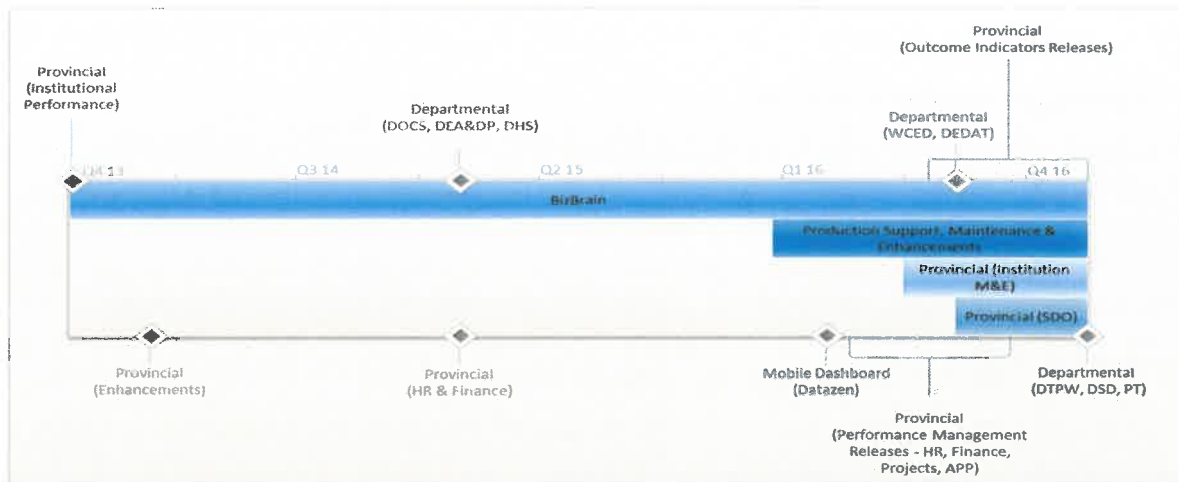 Provincial
(Outcome Indicators Releases)
Provincial
(Institutional
Performance)
Departmental
(DOCS, DEA&DP, DHS)
Departmental
(WCED, DEDAT)
Q4 13
Q3 14
Q2 15
Q1 16
Q4 16
BizBrain
Production Support, Maintenance &
Enhancements
Provincial (Institution
M&E)
Provincial (SDO)
Provincial
(Enhancements)
Provincial
(HR & Finance)
Mobile Dashboard
(Datazen)
Departmental
(DTPW, DSD, PT)
Provincial
(Performance Management
Releases - HR, Finance,
Projects, APP)